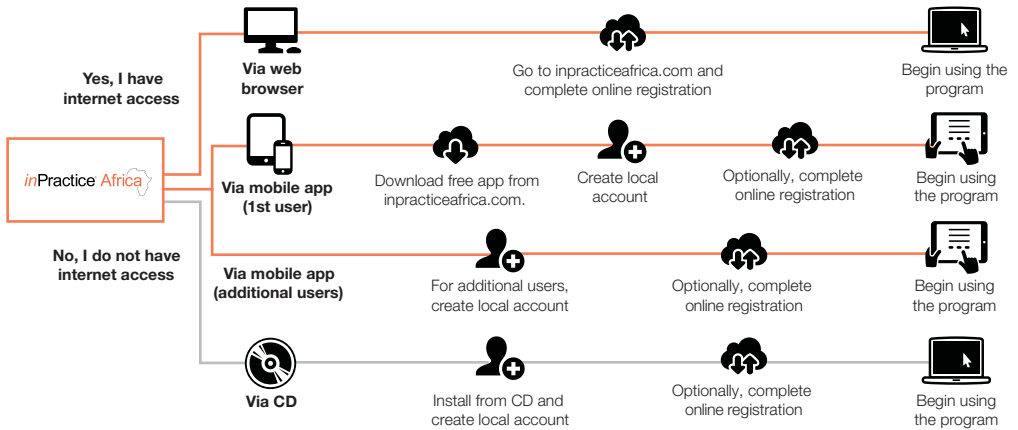 Yes, I have
internet access
inPractice® Africa
No, I do not have
internet access
Via web
browser
Go to inpracticeafrica.com and
complete online registration
Begin using the
program
Via mobile app
(1st user)
Download free app from
inpracticeafrica.com.
Create local
account
Optionally, complete
online registration
Begin using
the program
Via mobile app
(additional users)
For additional users,
create local account
Optionally, complete
online registration
Begin using
the program
Via CD
Install from CD and
create local account
Optionally, complete
online registration
Begin using
the program